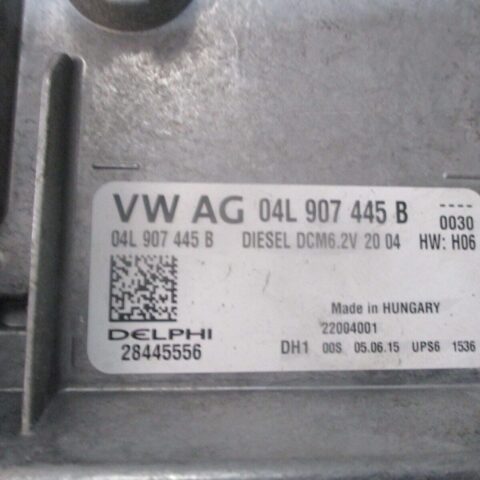 VW AG 04L 907 445 B ----
0030
04L 907 445 B DIESEL DCM6.2V 20 04 HW: H06
Made in HUNGARY
DELPHI 22004001
28445556 DH1 00S 05.06.15 UPS6 1536